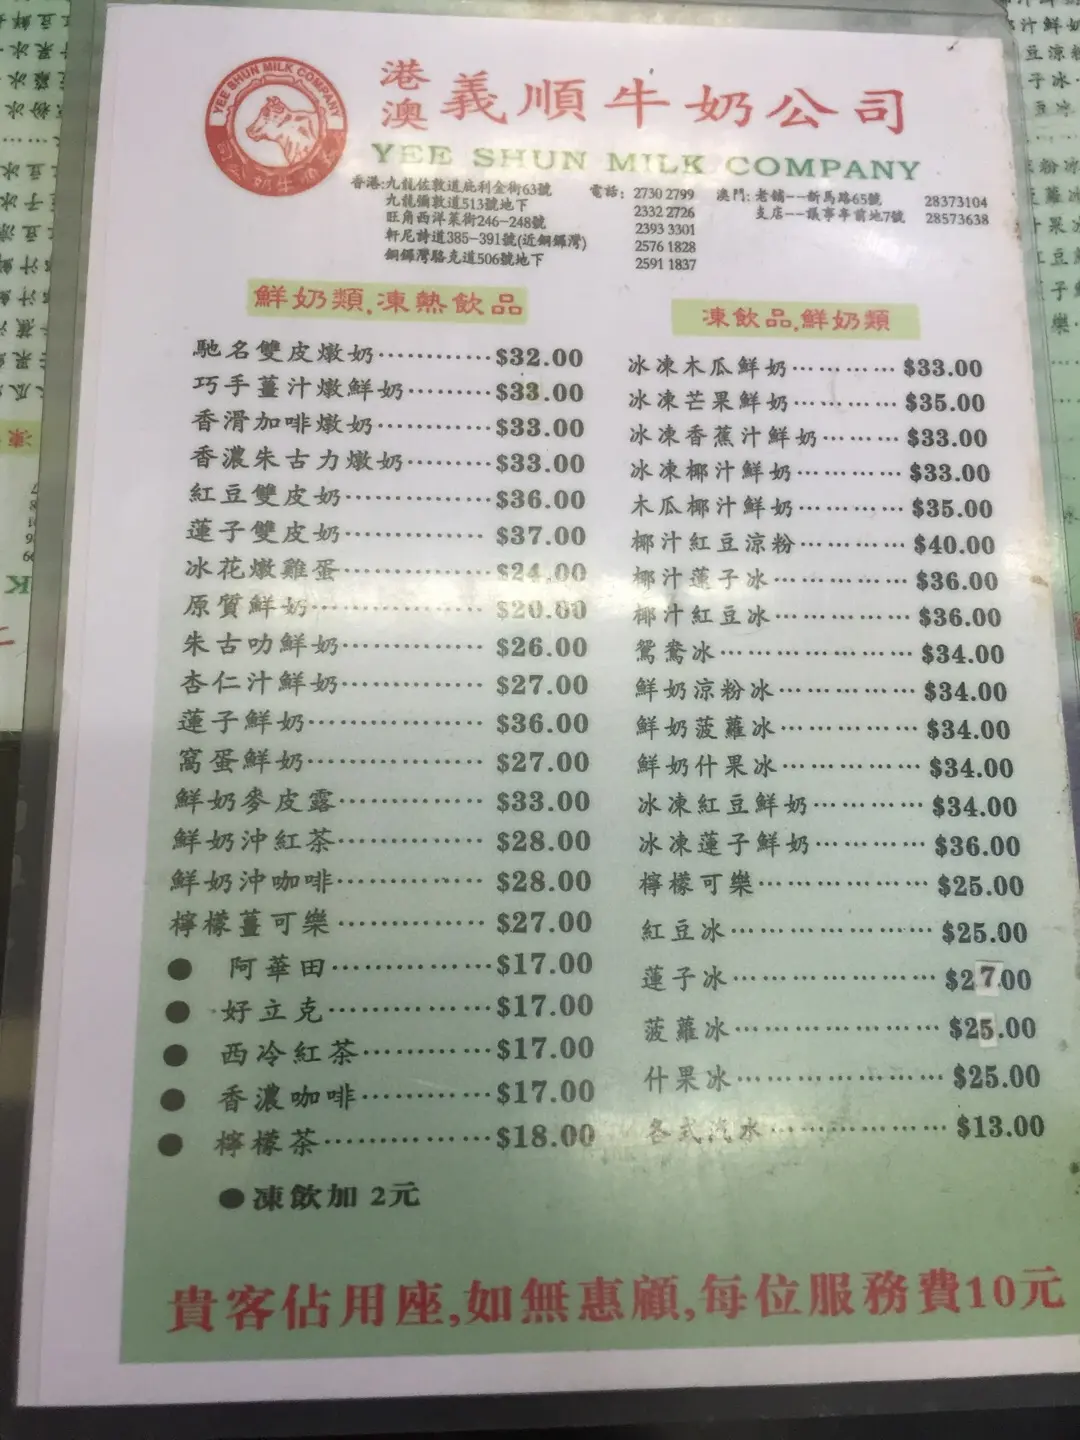 YEE SHUN MILK COMPANY
港澳義順牛奶公司
YEE SHUN MILK COMPANY
香港:九龍佐敦道庇利金街63號 電話: 2730 2799 澳門: 老舖--新馬路65號 28373104
九龍彌敦道513號地下 2332 2726 支店--議事亭前地7號 28573638
旺角西洋菜街246-248號 2393 3301
軒尼詩道385-391號(近銅鑼灣) 2576 1828
銅鑼灣駱克道506號地下 2591 1837
鮮奶類.凍熱飲品
馳名雙皮燉奶············$32.00
巧手薑汁燉鮮奶·········$33.00
香滑加啡燉奶············$33.00
香濃朱古力燉奶·········$33.00
紅豆雙皮奶···············$36.00
蓮子雙皮奶···············$37.00
冰花燉雞蛋···············$24.00
原質鮮奶··················$20.00
朱古叻鮮奶···············$26.00
杏仁汁鮮奶···············$27.00
蓮子鮮奶··················$36.00
窩蛋鮮奶··················$27.00
鮮奶麥皮露···············$33.00
鮮奶沖紅茶···············$28.00
鮮奶沖咖啡···············$28.00
檸檬薑可樂···············$27.00
● 阿華田···············$17.00
● 好立克···············$17.00
● 西冷紅茶············$17.00
● 香濃咖啡············$17.00
● 檸檬茶···············$18.00
●凍飲加 2元
凍飲品.鮮奶類
冰凍木瓜鮮奶············$33.00
冰凍芒果鮮奶············$35.00
冰凍香蕉汁鮮奶·········$33.00
冰凍椰汁鮮奶············$33.00
木瓜椰汁鮮奶············$35.00
椰汁紅豆涼粉············$40.00
椰汁蓮子冰···············$36.00
椰汁紅豆冰···············$36.00
鴛鴦冰·····················$34.00
鮮奶涼粉冰···············$34.00
鮮奶菠蘿冰···············$34.00
鮮奶什果冰···············$34.00
冰凍紅豆鮮奶············$34.00
冰凍蓮子鮮奶············$36.00
檸檬可樂··················$25.00
紅豆冰·····················$25.00
蓮子冰·····················$27.00
菠蘿冰·····················$25.00
什果冰·····················$25.00
各式汽水··················$13.00
貴客佔用座,如無惠顧,每位服務費10元